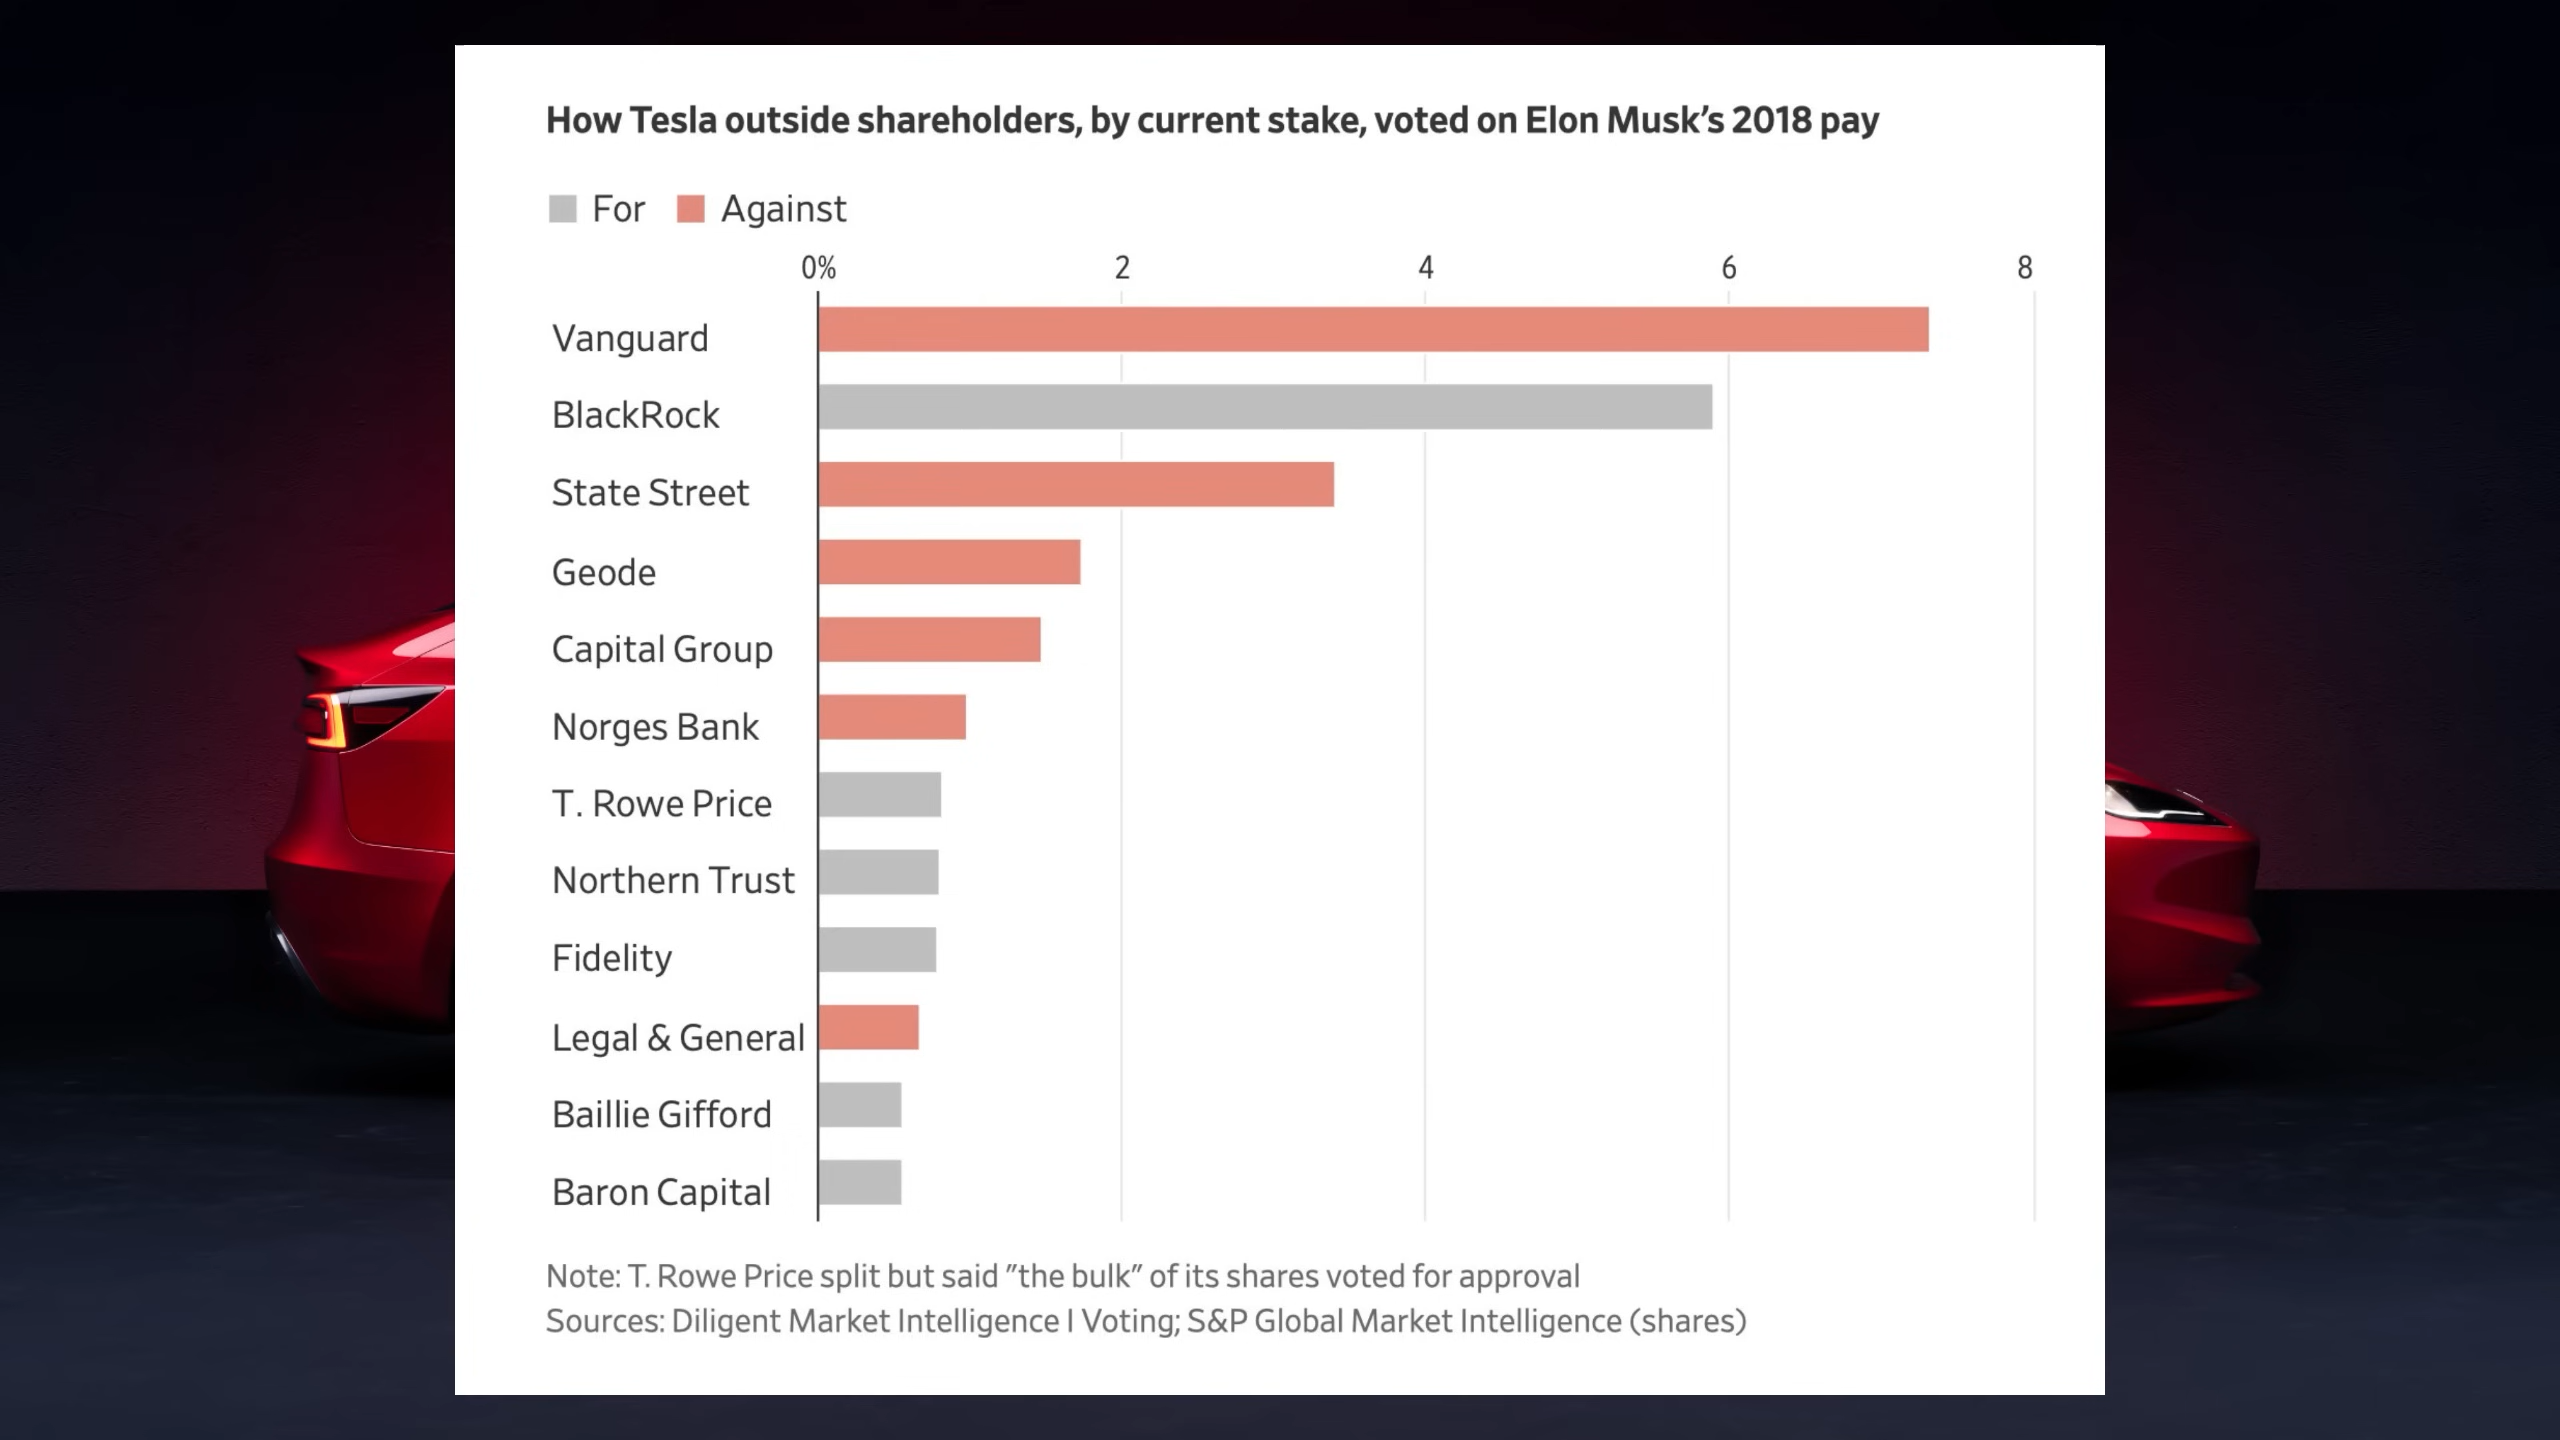 How Tesla outside shareholders, by current stake, voted on Elon Musk’s 2018 pay
For Against
0% 2 4 6 8
Vanguard
BlackRock
State Street
Geode
Capital Group
Norges Bank
T. Rowe Price
Northern Trust
Fidelity
Legal & General
Baillie Gifford
Baron Capital
Note: T. Rowe Price split but said "the bulk" of its shares voted for approval
Sources: Diligent Market Intelligence | Voting; S&P Global Market Intelligence (shares)